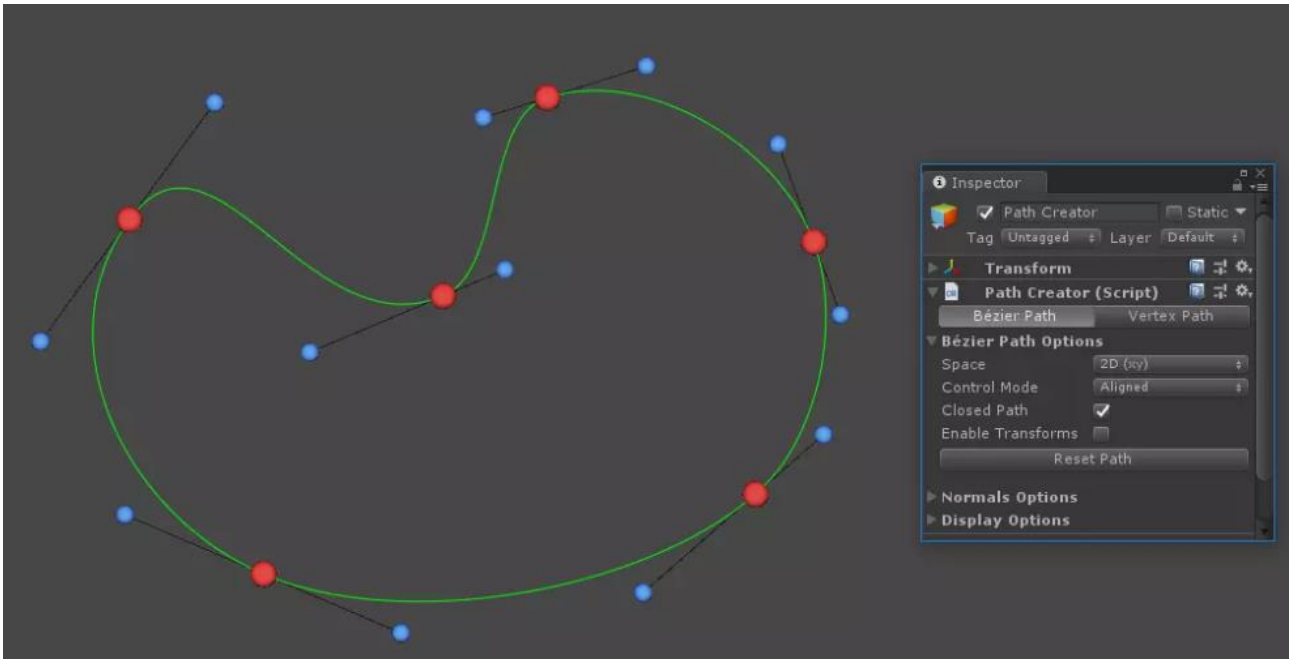 Inspector
Path Creator Static
Tag Untagged Layer Default
Transform
Path Creator (Script)
Bézier Path Vertex Path
Bézier Path Options
Space 2D (xy)
Control Mode Aligned
Closed Path
Enable Transforms
Reset Path
Normals Options
Display Options